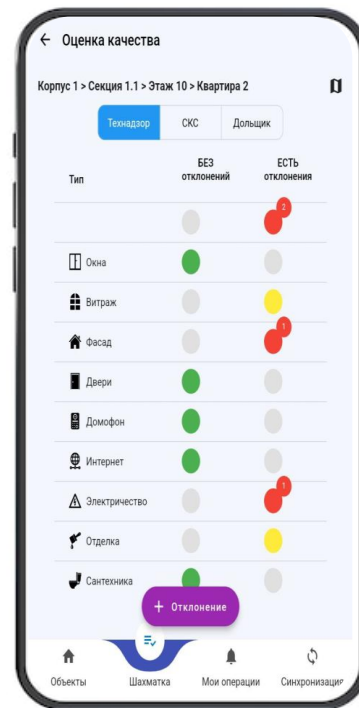 Оценка качества
Корпус 1 > Секция 1.1 > Этаж 10 > Квартира 2
Технадзор СКС Дольщик
Тип БЕЗ отклонений ЕСТЬ отклонения
2
Окна
Витраж
1
Фасад
Двери
Домофон
Интернет
1
Электричество
Отделка
Сантехника
+ Отклонение
Объекты Шахматка Мои операции Синхронизация